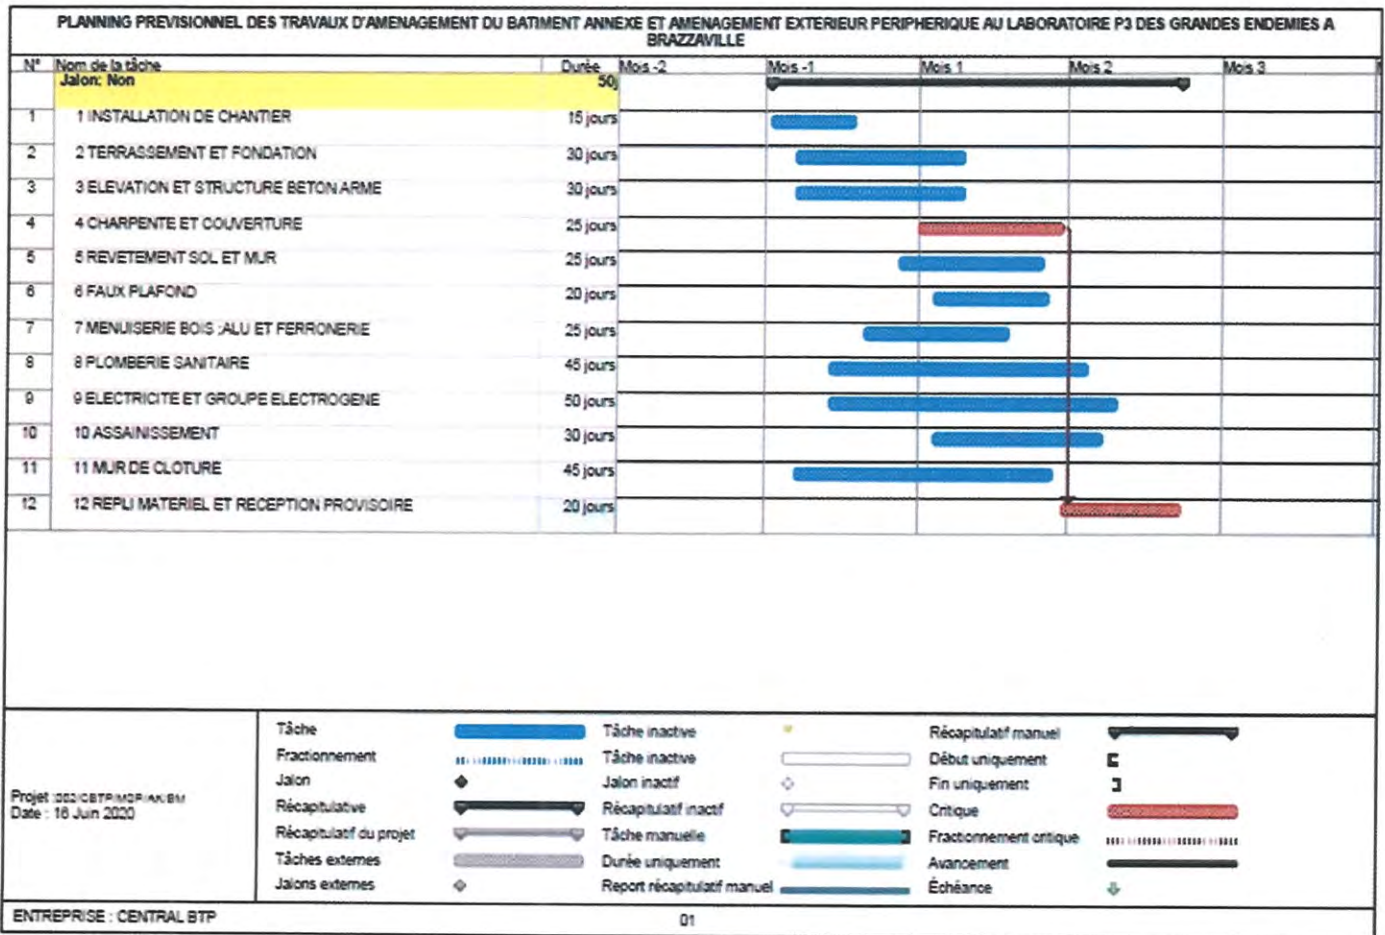 PLANNING PREVISIONNEL DES TRAVAUX D'AMENAGEMENT DU BATIMENT ANNEXE ET AMENAGEMENT EXTERIEUR PERIPHERIQUE AU LABORATOIRE P3 DES GRANDES ENDEMIES A
BRAZZAVILLE
N° Nom de la tâche Durée Mois -2 Mois -1 Mois 1 Mois 2 Mois 3
Jalon: Non 50j
1 1 INSTALLATION DE CHANTIER 15 jours
2 2 TERRASSEMENT ET FONDATION 30 jours
3 3 ELEVATION ET STRUCTURE BETON ARME 30 jours
4 4 CHARPENTE ET COUVERTURE 25 jours
5 5 REVETEMENT SOL ET MUR 25 jours
6 6 FAUX PLAFOND 20 jours
7 7 MENUISERIE BOIS ;ALU ET FERRONERIE 25 jours
8 8 PLOMBERIE SANITAIRE 45 jours
9 9 ELECTRICITE ET GROUPE ELECTROGENE 50 jours
10 10 ASSAINISSEMENT 30 jours
11 11 MUR DE CLOTURE 45 jours
12 12 REPLI MATERIEL ET RECEPTION PROVISOIRE 20 jours
Projet :
Date : 16 Juin 2020
Tâche Tâche inactive Récapitulatif manuel
Fractionnement Tâche inactive Début uniquement
Jalon Jalon inactif Fin uniquement
Récapitulative Récapitulatif inactif Critique
Récapitulatif du projet Tâche manuelle Fractionnement critique
Tâches externes Durée uniquement Avancement
Jalons externes Report récapitulatif manuel Échéance
ENTREPRISE : CENTRAL BTP 01